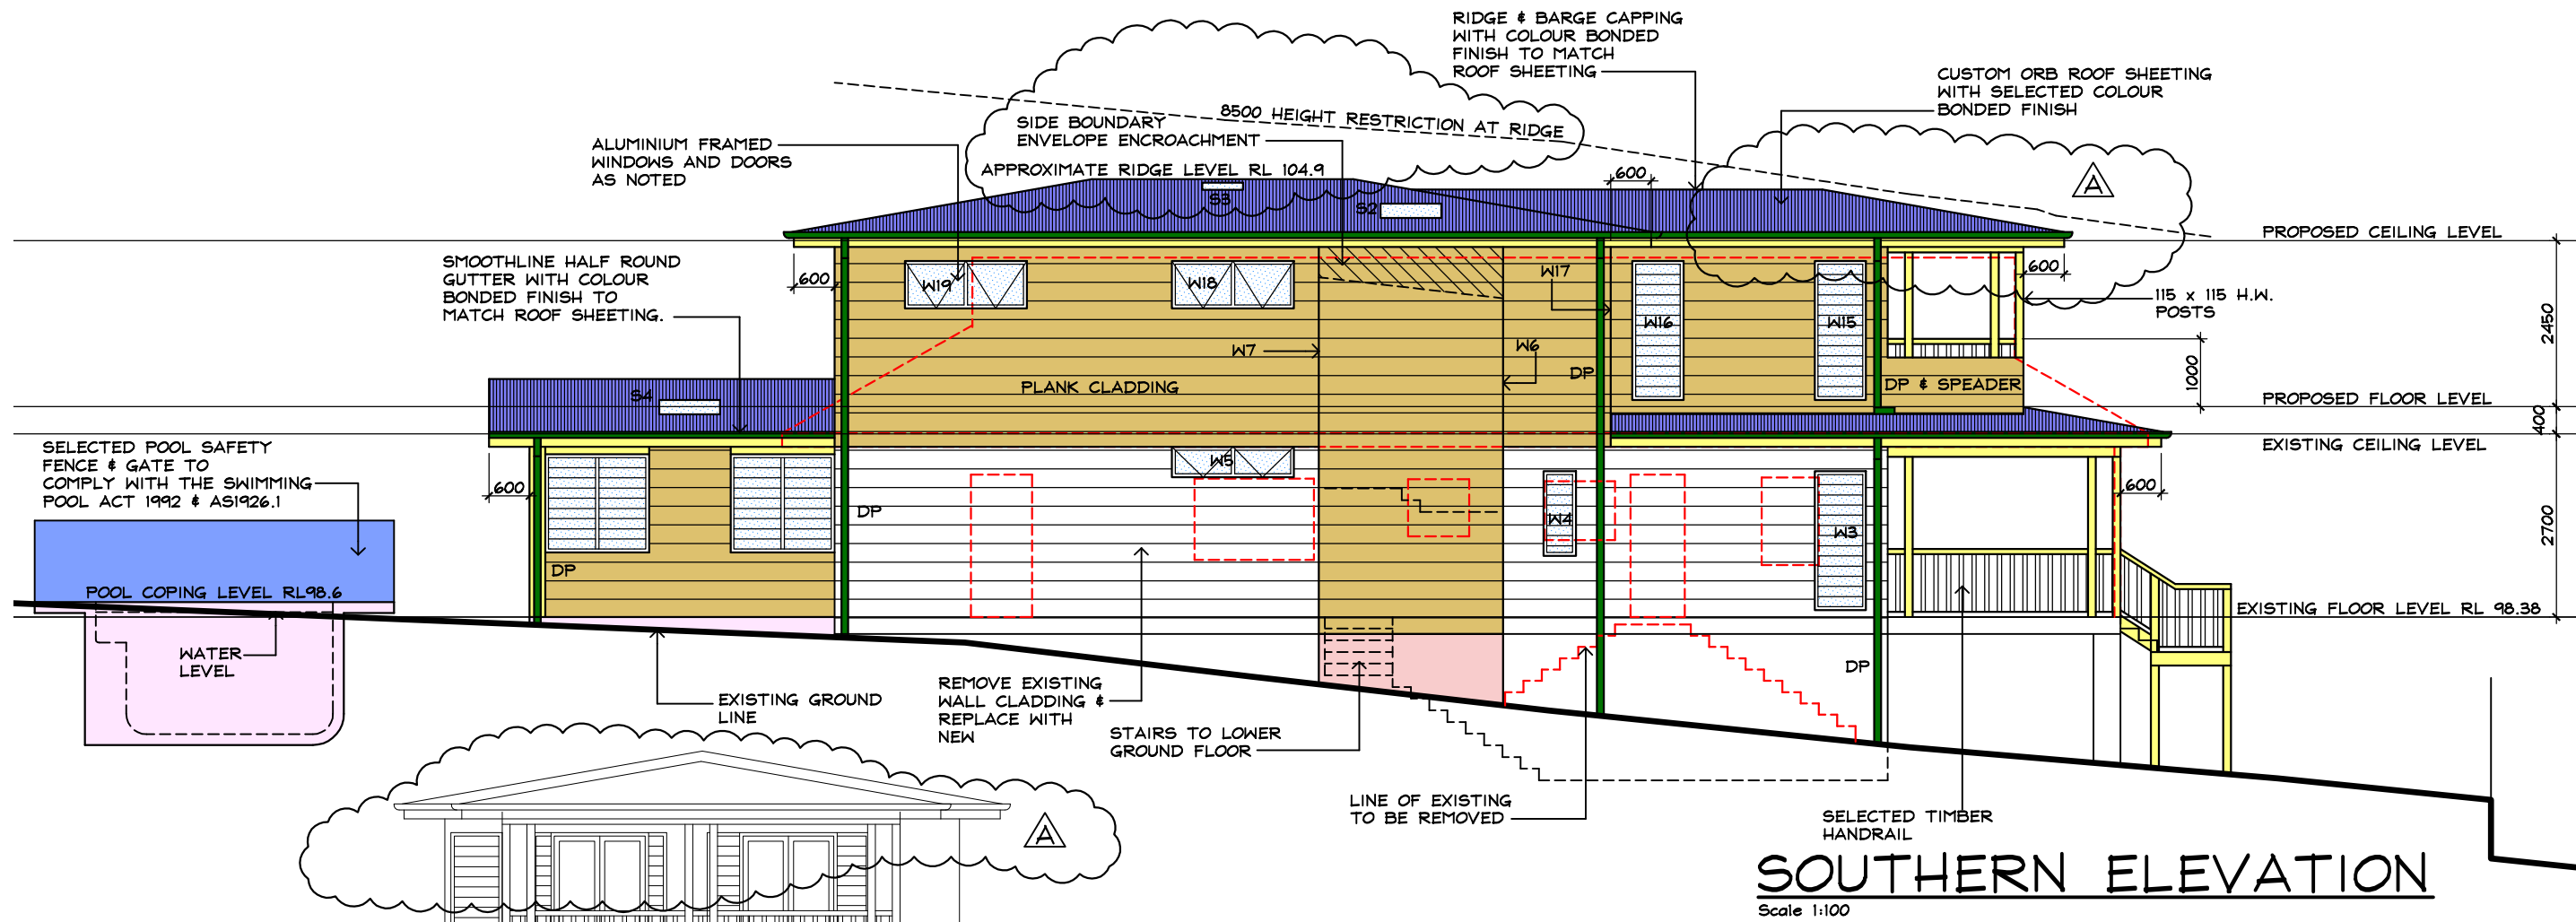 RIDGE & BARGE CAPPING
WITH COLOUR BONDED
FINISH TO MATCH
ROOF SHEETING
CUSTOM ORB ROOF SHEETING
WITH SELECTED COLOUR
BONDED FINISH
8500 HEIGHT RESTRICTION AT RIDGE
SIDE BOUNDARY
ENVELOPE ENCROACHMENT
ALUMINIUM FRAMED
WINDOWS AND DOORS
AS NOTED
APPROXIMATE RIDGE LEVEL RL 104.9
600
A
S3
S2
PROPOSED CEILING LEVEL
SMOOTHLINE HALF ROUND
GUTTER WITH COLOUR
BONDED FINISH TO
MATCH ROOF SHEETING.
600
W19
W18
W17
600
115 x 115 H.W.
POSTS
W16
W15
2450
W7
W6
DP
1000
PLANK CLADDING
DP & SPEADER
S4
PROPOSED FLOOR LEVEL
400
EXISTING CEILING LEVEL
SELECTED POOL SAFETY
FENCE & GATE TO
COMPLY WITH THE SWIMMING
POOL ACT 1992 & AS1926.1
W5
600
600
DP
W4
W3
2700
DP
POOL COPING LEVEL RL98.6
EXISTING FLOOR LEVEL RL 98.38
WATER
LEVEL
DP
EXISTING GROUND
LINE
REMOVE EXISTING
WALL CLADDING &
REPLACE WITH
NEW
STAIRS TO LOWER
GROUND FLOOR
LINE OF EXISTING
TO BE REMOVED
SELECTED TIMBER
HANDRAIL
A
SOUTHERN ELEVATION
Scale 1:100